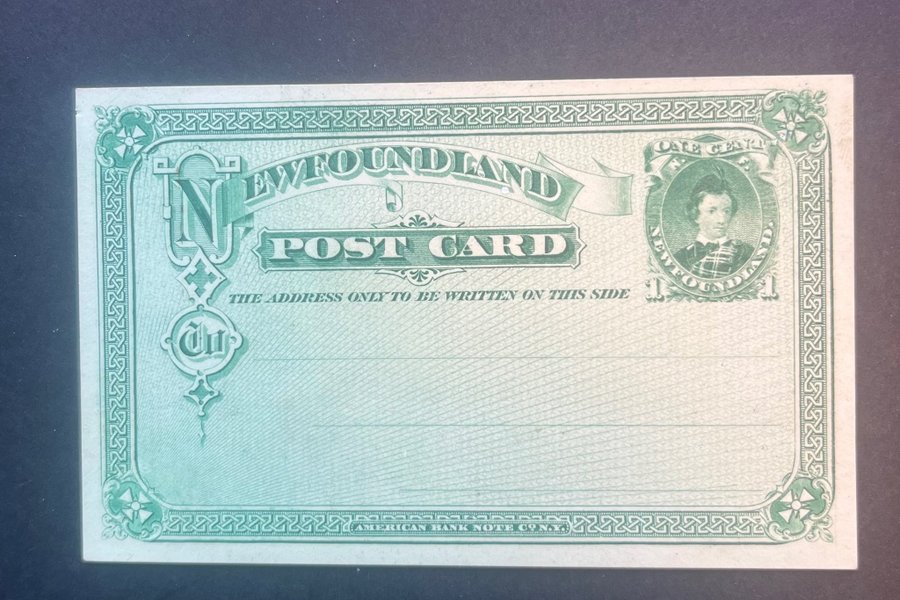 NEWFOUNDLAND
POST CARD
THE ADDRESS ONLY TO BE WRITTEN ON THIS SIDE
To
ONE CENT
NEWFOUNDLAND.
1 1
AMERICAN BANK NOTE CO. N.Y.